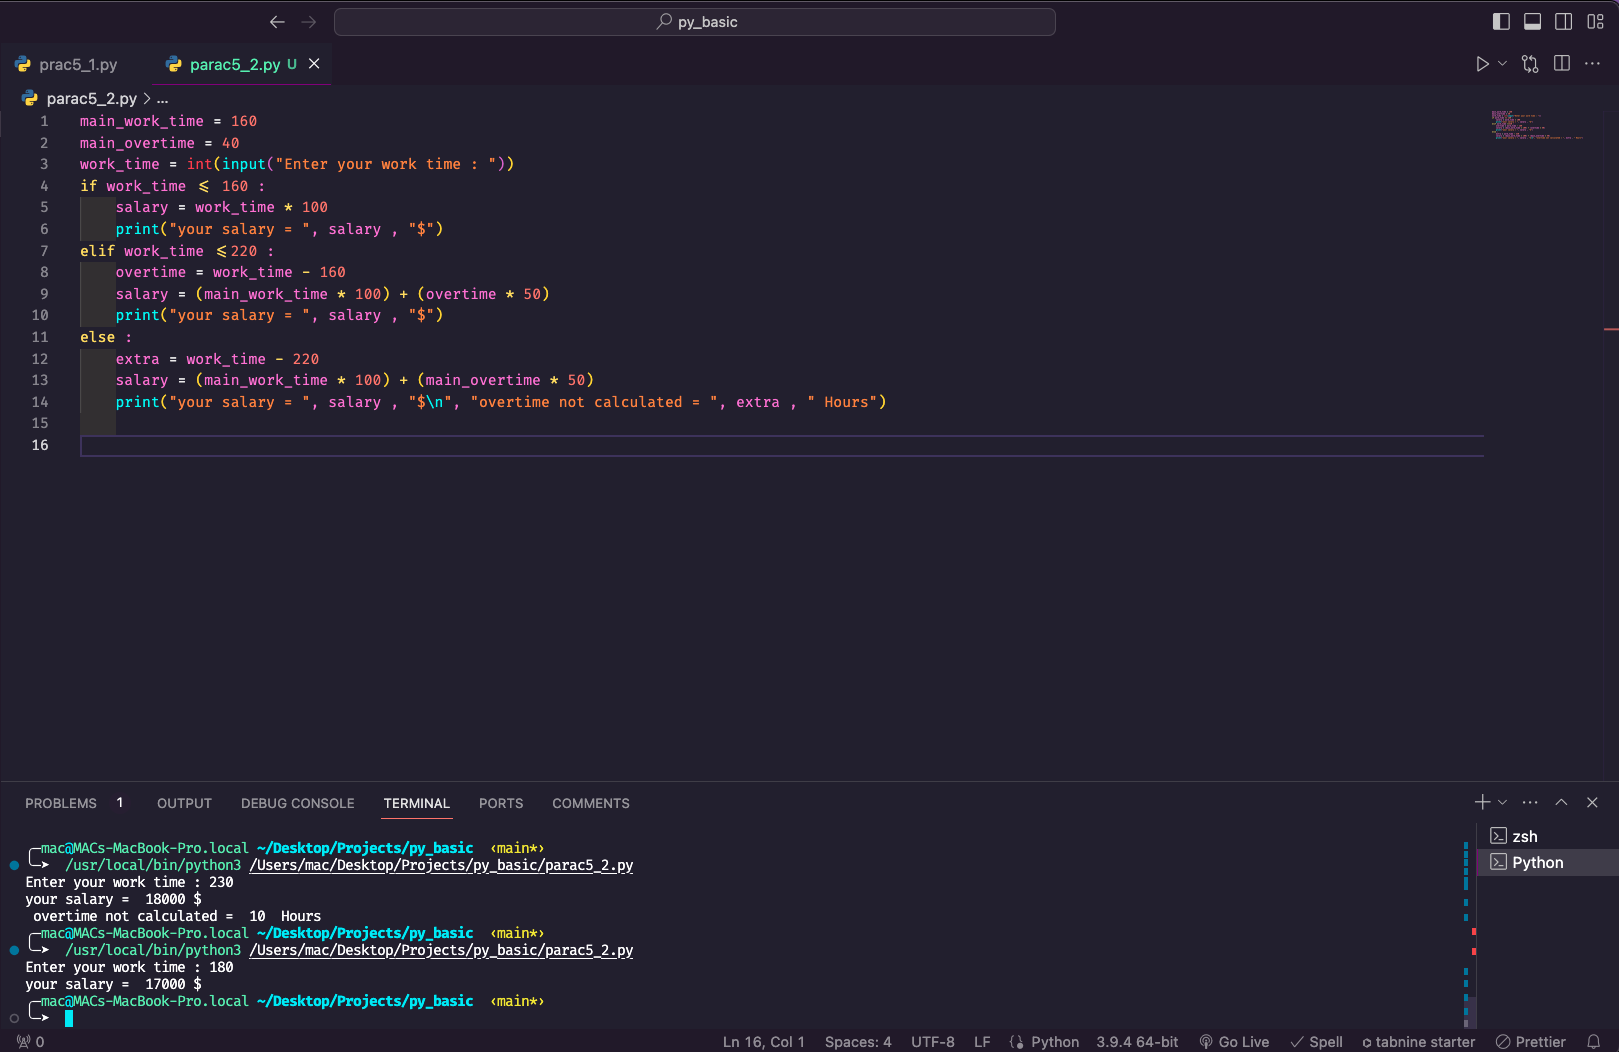 py_basic
prac5_1.py parac5_2.py U
parac5_2.py > ...
1 main_work_time = 160
2 main_overtime = 40
3 work_time = int(input("Enter your work time : "))
4 if work_time <= 160 :
5 salary = work_time * 100
6 print("your salary = ", salary , "$")
7 elif work_time <=220 :
8 overtime = work_time - 160
9 salary = (main_work_time * 100) + (overtime * 50)
10 print("your salary = ", salary , "$")
11 else :
12 extra = work_time - 220
13 salary = (main_work_time * 100) + (main_overtime * 50)
14 print("your salary = ", salary , "$\n", "overtime not calculated = ", extra , " Hours")
15
16
PROBLEMS 1 OUTPUT DEBUG CONSOLE TERMINAL PORTS COMMENTS
zsh
Python
mac@MACs-MacBook-Pro.local ~/Desktop/Projects/py_basic ‹main*›
/usr/local/bin/python3 /Users/mac/Desktop/Projects/py_basic/parac5_2.py
Enter your work time : 230
your salary =  18000 $
 overtime not calculated =  10  Hours
mac@MACs-MacBook-Pro.local ~/Desktop/Projects/py_basic ‹main*›
/usr/local/bin/python3 /Users/mac/Desktop/Projects/py_basic/parac5_2.py
Enter your work time : 180
your salary =  17000 $
mac@MACs-MacBook-Pro.local ~/Desktop/Projects/py_basic ‹main*›
0 Ln 16, Col 1 Spaces: 4 UTF-8 LF Python 3.9.4 64-bit Go Live Spell tabnine starter Prettier